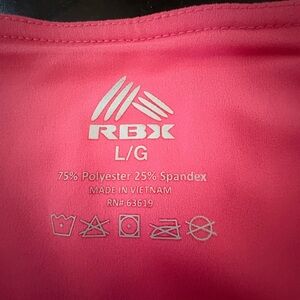 RBX
L/G
75% Polyester 25% Spandex
MADE IN VIETNAM
RN# 63619